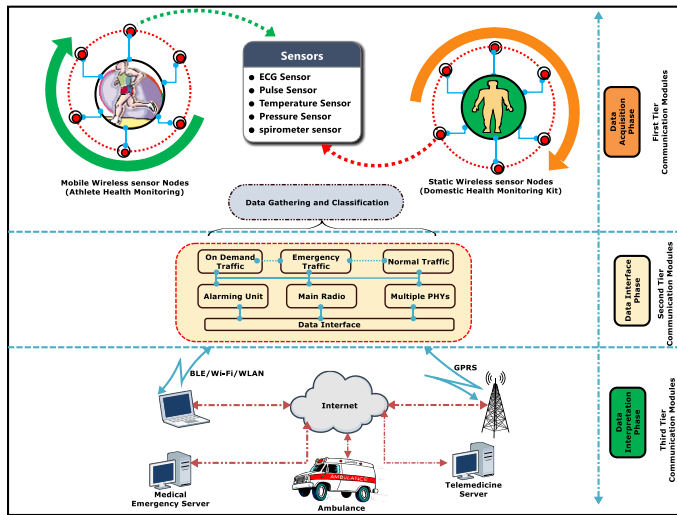 Sensors
ECG Sensor
Pulse Sensor
Temperature Sensor
Pressure Sensor
spirometer sensor
Mobile Wireless sensor Nodes
(Athlete Health Monitoring)
Static Wireless sensor Nodes
(Domestic Health Monitoring Kit)
Data
Acquisition
Phase
First Tier
Communication Modules
Data Gathering and Classification
On Demand
Traffic
Emergency
Traffic
Normal Traffic
Alarming Unit
Main Radio
Multiple PHYs
Data Interface
Data Interface
Phase
Second Tier
Communication Modules
BLE/Wi-Fi/WLAN
GPRS
Internet
Medical
Emergency Server
AMBULANCE
Ambulance
Telemedicine
Server
Data
Interpretation
Phase
Third Tier
Communication Modules